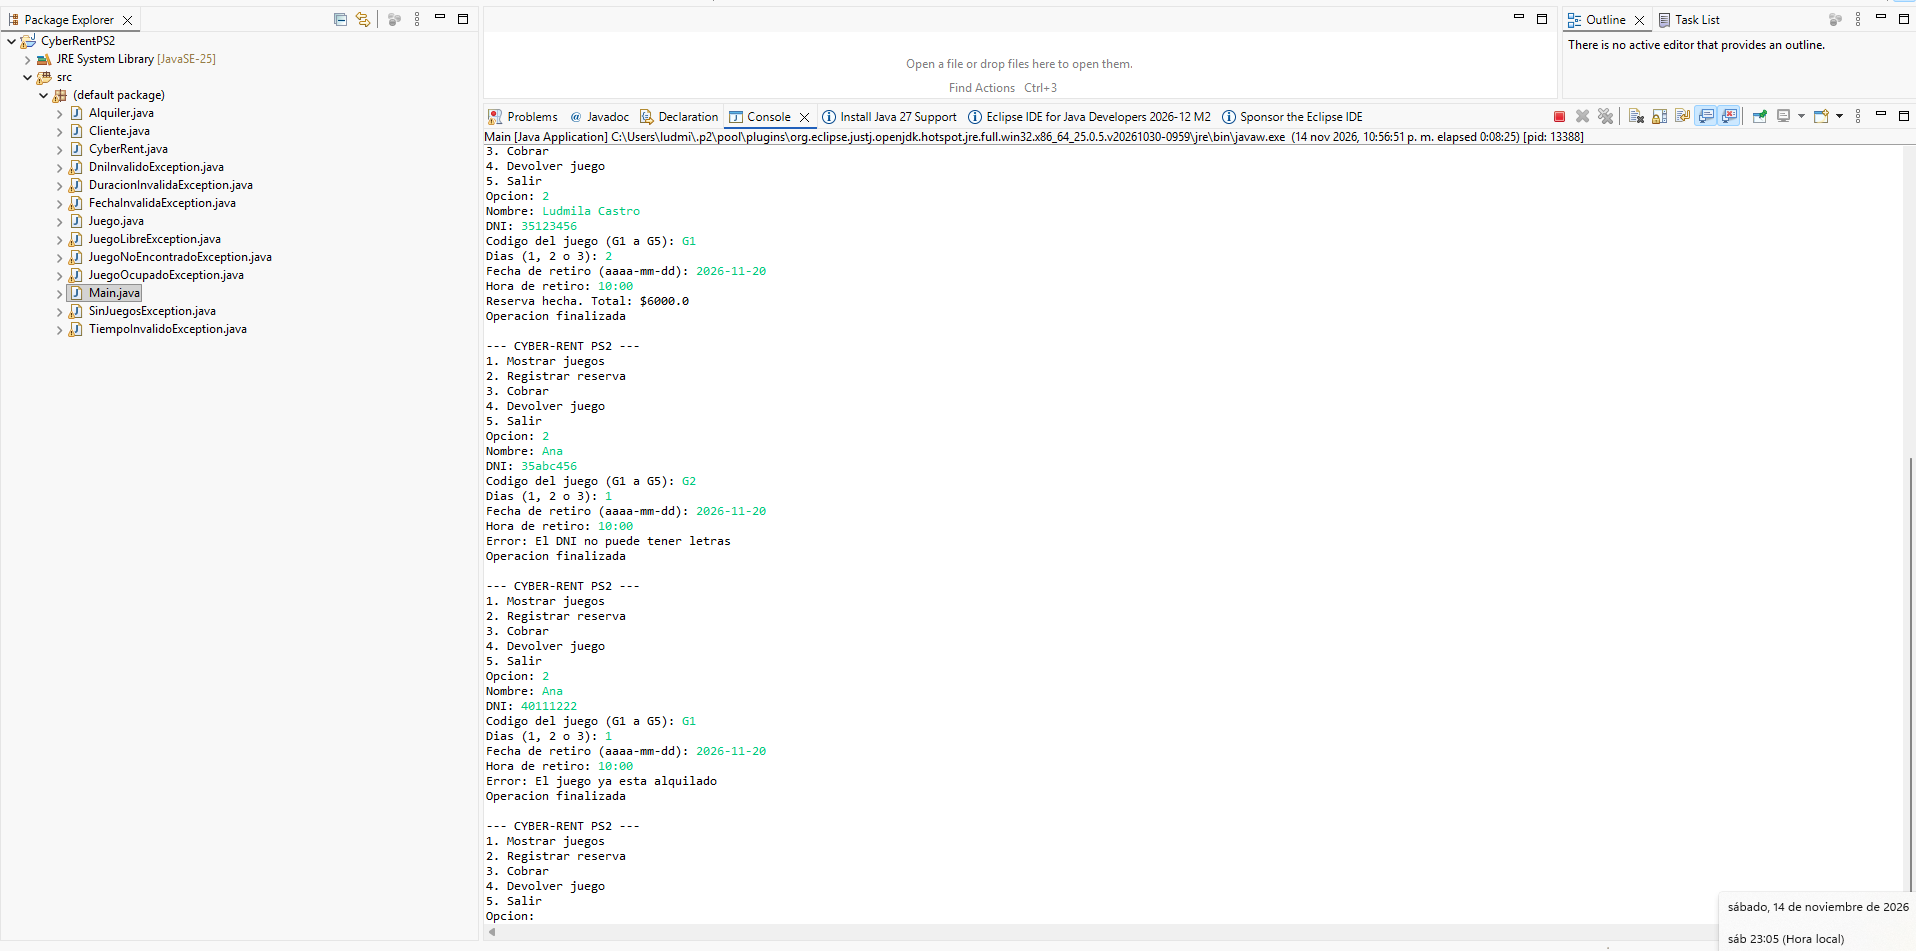 Package Explorer
CyberRentPS2
JRE System Library [JavaSE-25]
src
(default package)
Alquiler.java
Cliente.java
CyberRent.java
DniInvalidoException.java
DuracionInvalidaException.java
FechaInvalidaException.java
Juego.java
JuegoLibreException.java
JuegoNoEncontradoException.java
JuegoOcupadoException.java
Main.java
SinJuegosException.java
TiempoInvalidoException.java
Open a file or drop files here to open them.
Find Actions Ctrl+3
Outline Task List
There is no active editor that provides an outline.
Problems Javadoc Declaration Console Install Java 27 Support Eclipse IDE for Java Developers 2026-12 M2 Sponsor the Eclipse IDE
Main [Java Application] C:\Users\ludmi\.p2\pool\plugins\org.eclipse.justj.openjdk.hotspot.jre.full.win32.x86_64_25.0.5.v20261030-0959\jre\bin\javaw.exe (14 nov 2026, 10:56:51 p. m. elapsed 0:08:25) [pid: 13388]
3. Cobrar
4. Devolver juego
5. Salir
Opcion: 2
Nombre: Ludmila Castro
DNI: 35123456
Codigo del juego (G1 a G5): G1
Dias (1, 2 o 3): 2
Fecha de retiro (aaaa-mm-dd): 2026-11-20
Hora de retiro: 10:00
Reserva hecha. Total: $6000.0
Operacion finalizada
--- CYBER-RENT PS2 ---
1. Mostrar juegos
2. Registrar reserva
3. Cobrar
4. Devolver juego
5. Salir
Opcion: 2
Nombre: Ana
DNI: 35abc456
Codigo del juego (G1 a G5): G2
Dias (1, 2 o 3): 1
Fecha de retiro (aaaa-mm-dd): 2026-11-20
Hora de retiro: 10:00
Error: El DNI no puede tener letras
Operacion finalizada
--- CYBER-RENT PS2 ---
1. Mostrar juegos
2. Registrar reserva
3. Cobrar
4. Devolver juego
5. Salir
Opcion: 2
Nombre: Ana
DNI: 40111222
Codigo del juego (G1 a G5): G1
Dias (1, 2 o 3): 1
Fecha de retiro (aaaa-mm-dd): 2026-11-20
Hora de retiro: 10:00
Error: El juego ya esta alquilado
Operacion finalizada
--- CYBER-RENT PS2 ---
1. Mostrar juegos
2. Registrar reserva
3. Cobrar
4. Devolver juego
5. Salir
Opcion:
sábado, 14 de noviembre de 2026
sáb 23:05 (Hora local)